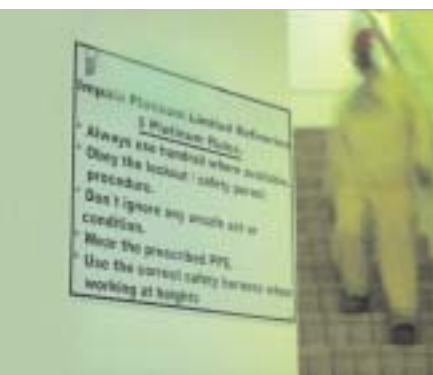 Impala Platinum Limited Refineries
5 Platinum Rules
• Always use handrail where available.
• Obey the lockout / safety permit
procedure.
• Don't ignore any unsafe act or
condition.
• Wear the prescribed PPE.
• Use the correct safety harness when
working at heights